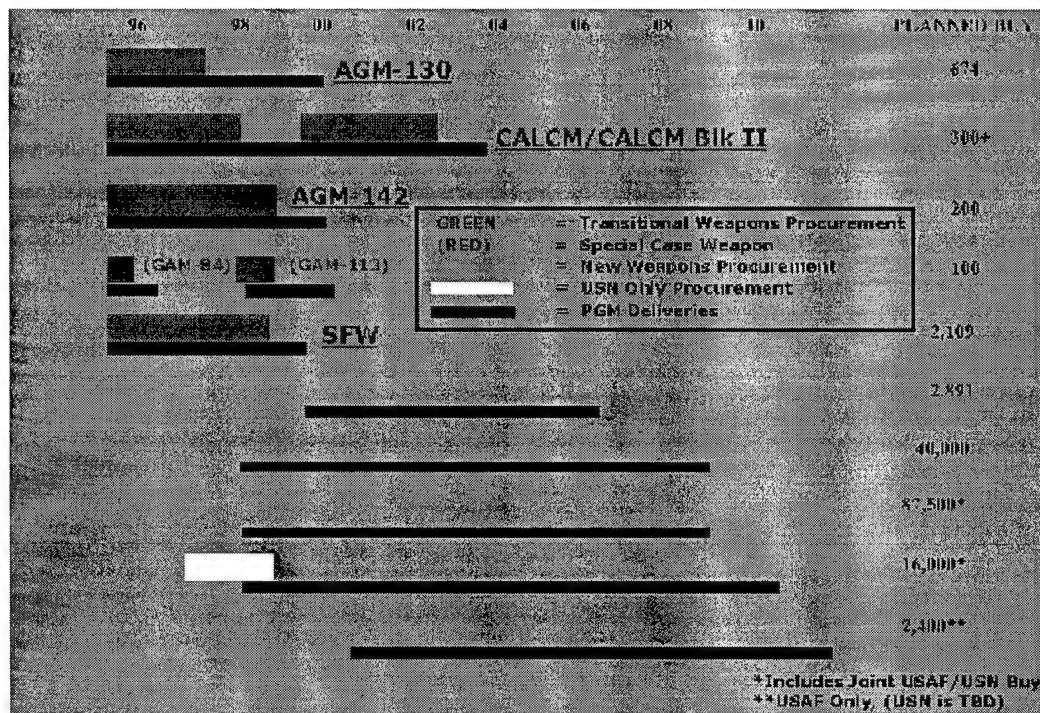 96 98 00 02 04 06 08 10 PLANNED BUY
AGM-130 674
CALCM/CALCM Blk II 300+
AGM-142 200
GREEN = Transitional Weapons Procurement
(RED) = Special Case Weapon
(GAM-84) (GAM-113) = New Weapons Procurement 100
= USN Only Procurement
= PGM Deliveries
SFW 2,109
2,891
40,000
87,500*
16,000*
2,400**
*Includes Joint USAF/USN Buy
**USAF Only, (USN is TBD)